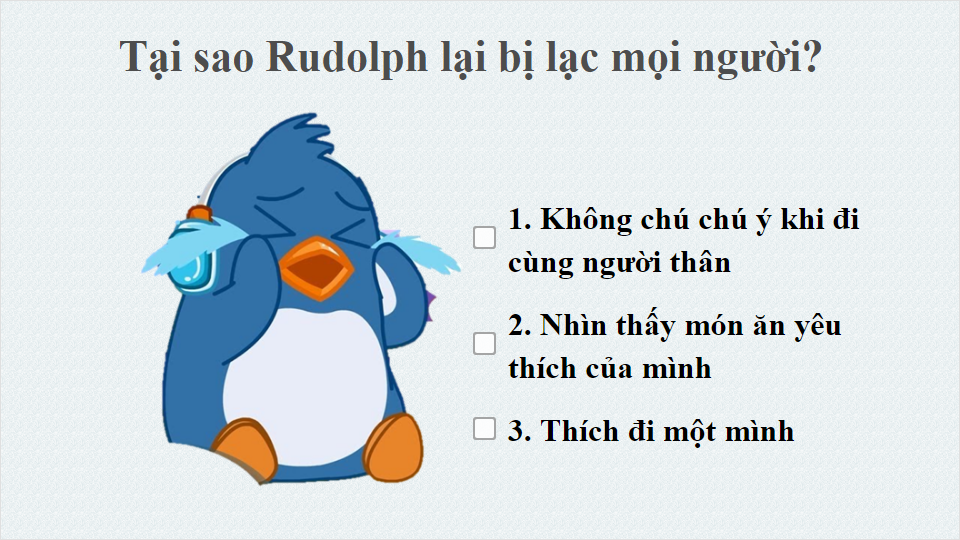 Tại sao Rudolph lại bị lạc mọi người?
1. Không chú chú ý khi đi
cùng người thân
2. Nhìn thấy món ăn yêu
thích của mình
3. Thích đi một mình